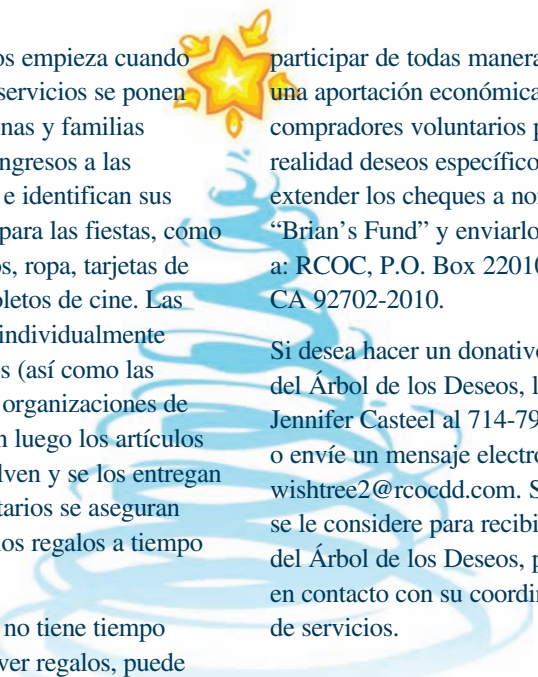 os empieza cuando
servicios se ponen
nas y familias
ngresos a las
e identifican sus
para las fiestas, como
s, ropa, tarjetas de
oletos de cine. Las
individualmente
s (así como las
organizaciones de
n luego los artículos
lven y se los entregan
tarios se aseguran
los regalos a tiempo
no tiene tiempo
ver regalos, puede
participar de todas manera
una aportación económica
compradores voluntarios p
realidad deseos específico
extender los cheques a no
“Brian’s Fund” y enviarlo
a: RCOC, P.O. Box 22010
CA 92702-2010.
Si desea hacer un donativo
del Árbol de los Deseos, l
Jennifer Casteel al 714-79
o envíe un mensaje electró
wishtree2@rcocdd.com. S
se le considere para recibi
del Árbol de los Deseos, p
en contacto con su coordi
de servicios.